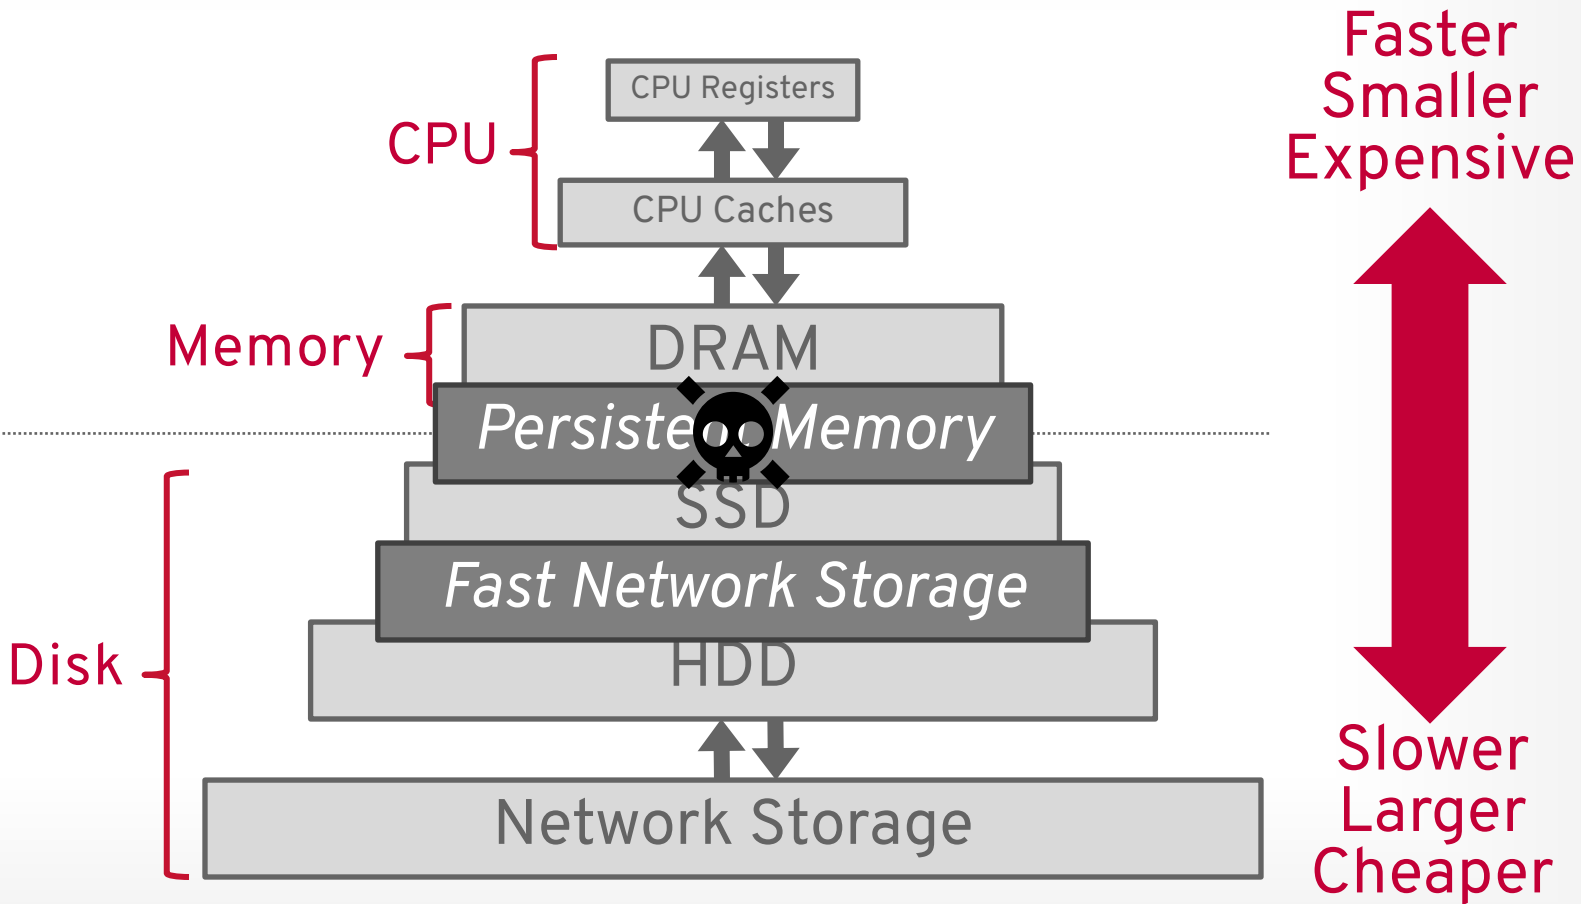 Faster
Smaller
Expensive
CPU Registers
CPU
CPU Caches
Memory
DRAM
Persistent Memory
SSD
Fast Network Storage
Disk
HDD
Slower
Larger
Cheaper
Network Storage